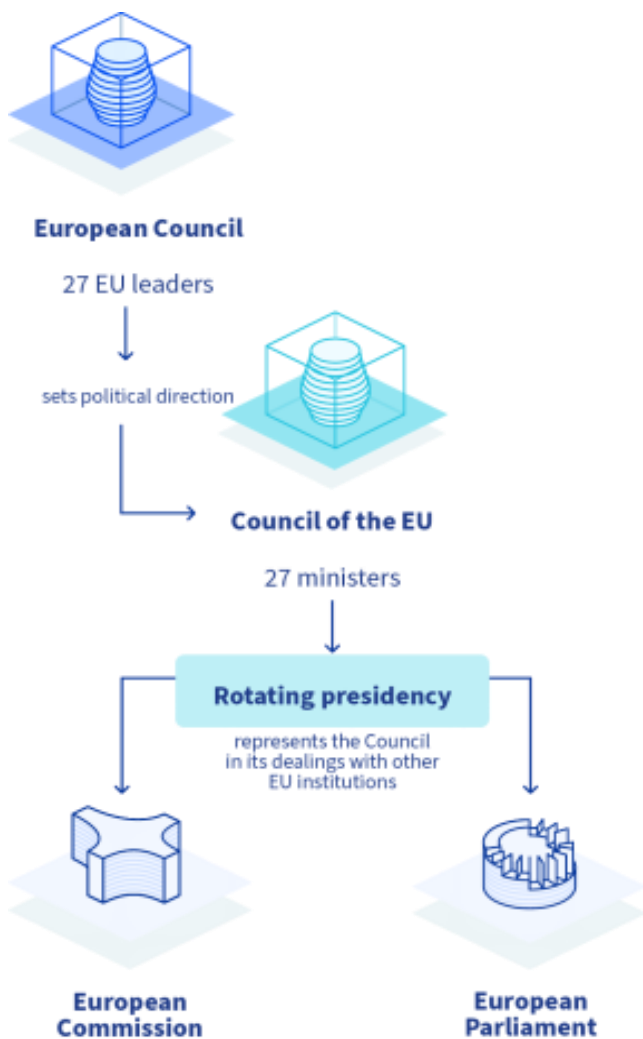 European Council
27 EU leaders
sets political direction
Council of the EU
27 ministers
Rotating presidency
represents the Council
in its dealings with other
EU institutions
European
Commission
European
Parliament